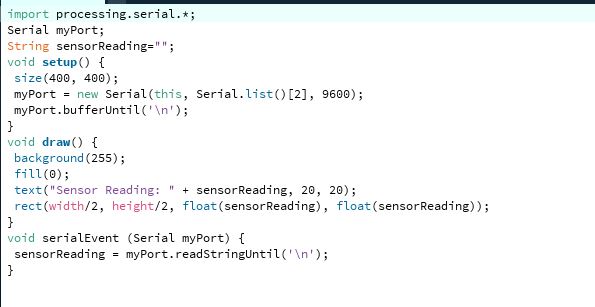 import processing.serial.*;
Serial myPort;
String sensorReading="";
void setup() {
 size(400, 400);
 myPort = new Serial(this, Serial.list()[2], 9600);
 myPort.bufferUntil('\n');
}
void draw() {
 background(255);
 fill(0);
 text("Sensor Reading: " + sensorReading, 20, 20);
 rect(width/2, height/2, float(sensorReading), float(sensorReading));
}
void serialEvent (Serial myPort) {
 sensorReading = myPort.readStringUntil('\n');
}